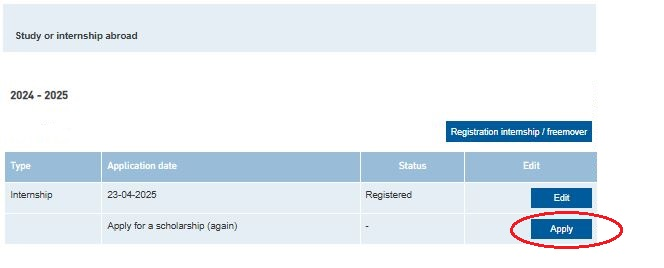 Study or internship abroad
2024 - 2025
Registration internship / freemover
Type Application date Status Edit
Internship 23-04-2025 Registered Edit
Apply for a scholarship (again) - Apply